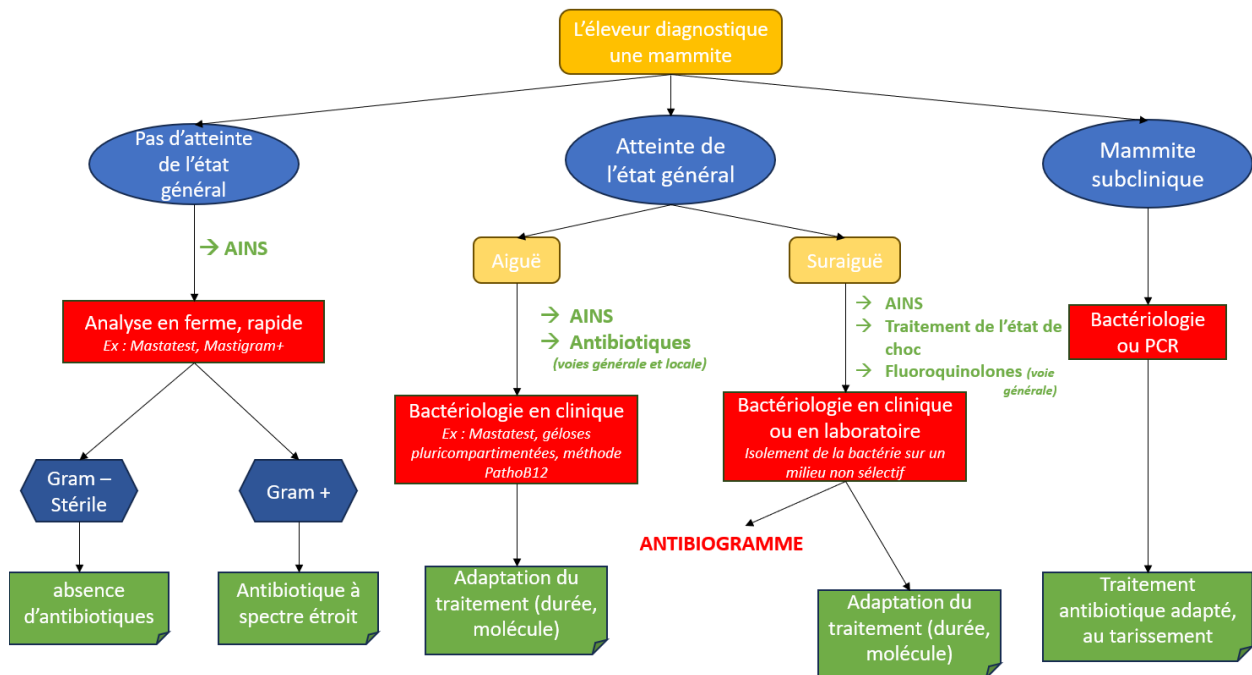 L’éleveur diagnostique
une mammite
Pas d’atteinte
de l’état
général
Atteinte de
l’état général
Mammite
subclinique
→ AINS
Aiguë
Suraiguë
Analyse en ferme, rapide
Ex : Mastatest, Mastigram+
→ AINS
→ Antibiotiques
(voies générale et locale)
→ AINS
→ Traitement de l’état de
choc
→ Fluoroquinolones (voie
générale)
Bactériologie
ou PCR
Bactériologie en clinique
Ex : Mastatest, géloses
pluricompartimentées, méthode
PathoB12
Bactériologie en clinique
ou en laboratoire
Isolement de la bactérie sur un
milieu non sélectif
Gram –
Stérile
Gram +
ANTIBIOGRAMME
absence
d’antibiotiques
Antibiotique à
spectre étroit
Adaptation du
traitement (durée,
molécule)
Adaptation du
traitement (durée,
molécule)
Traitement
antibiotique adapté,
au tarissement